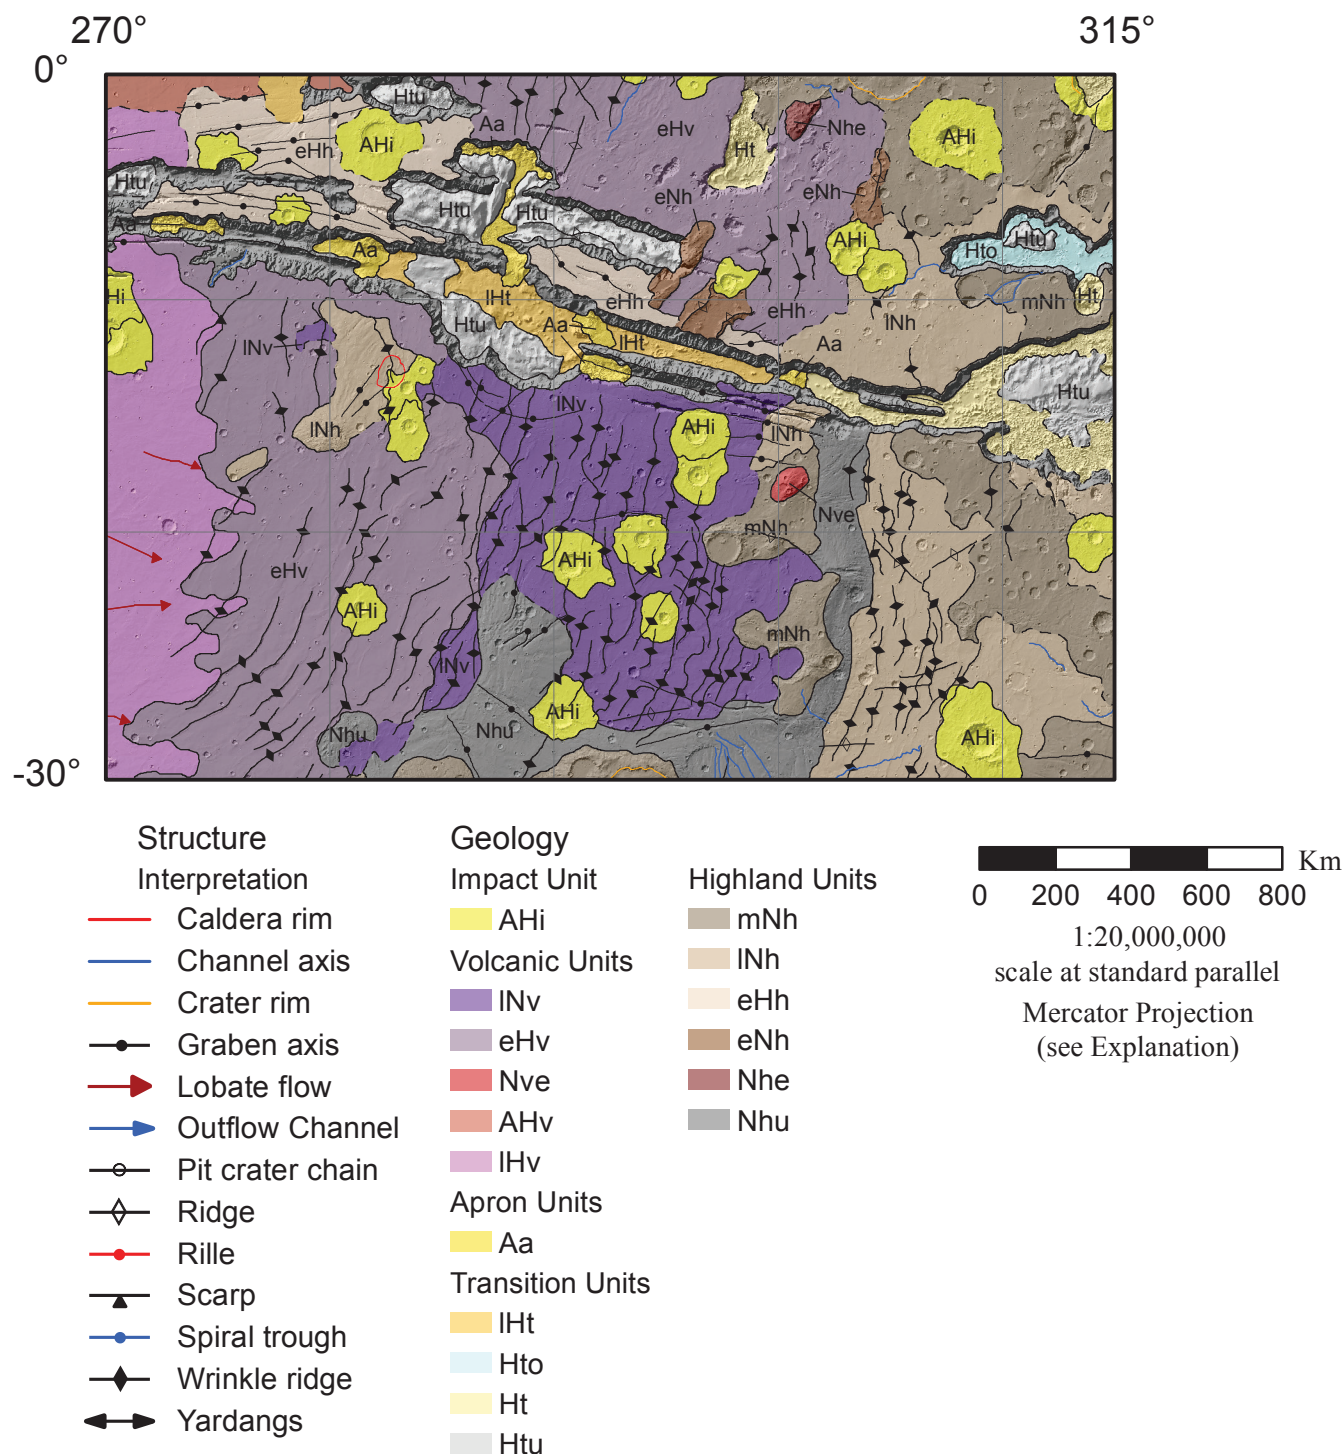 270° 315°
0°
Htu
Aa
eHv
Nhe
AHi
AHi
eHh
Ht
Htu
eNh
eNh
Htu
Htu
Aa
AHi
Htu
Aa
Hto
Hi
lHt
eHh
mNh
Ht
eHh
lNh
Htu
Aa
lNv
lHt
Aa
Htu
lNv
lNh
AHi
lNh
mNh
Nve
eHv
AHi
AHi
mNh
lNv
AHi
Nhu
Nhu
AHi
-30°
Structure
Interpretation
Caldera rim
Channel axis
Crater rim
Graben axis
Lobate flow
Outflow Channel
Pit crater chain
Ridge
Rille
Scarp
Spiral trough
Wrinkle ridge
Yardangs
Geology
Impact Unit
AHi
Volcanic Units
lNv
eHv
Nve
AHv
lHv
Apron Units
Aa
Transition Units
lHt
Hto
Ht
Htu
Highland Units
mNh
lNh
eHh
eNh
Nhe
Nhu
Km
0 200 400 600 800
1:20,000,000
scale at standard parallel
Mercator Projection
(see Explanation)